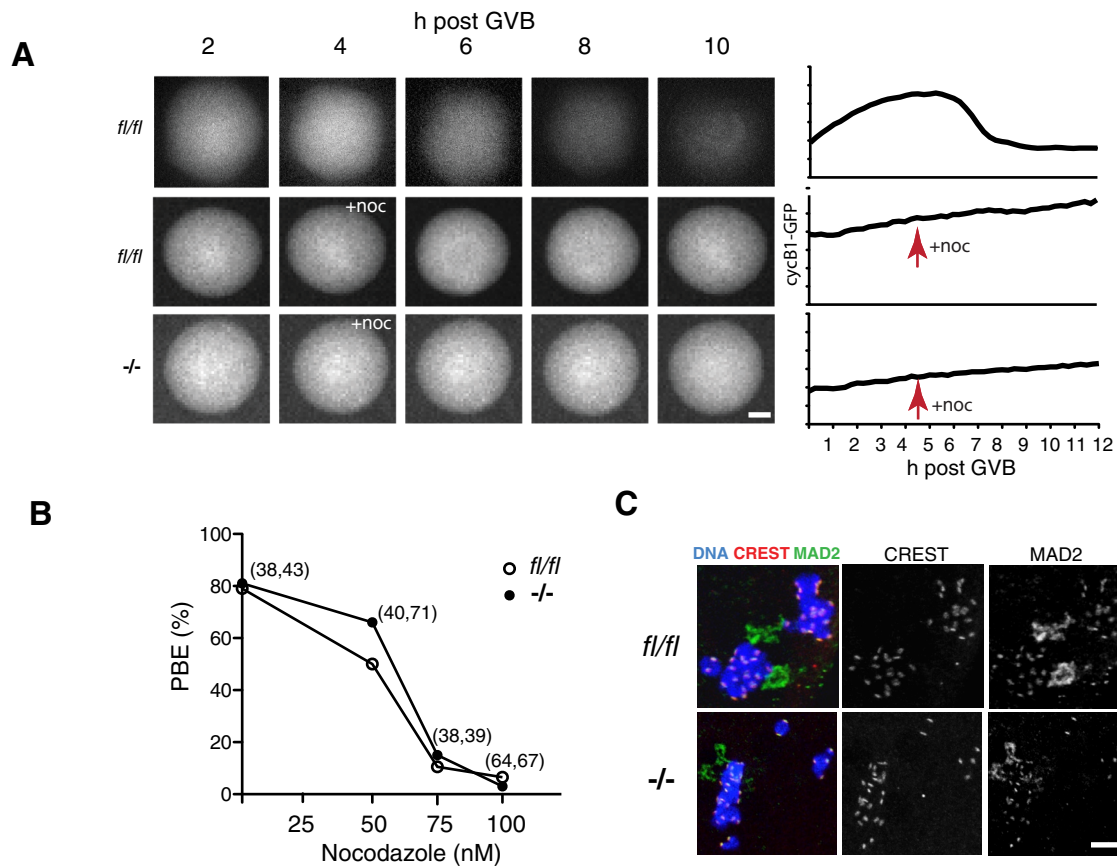 A
h post GVB
2 4 6 8 10
fl/fl
+noc
fl/fl
+noc
-/-
cycB1-GFP
+noc
+noc
0 1 2 3 4 5 6 7 8 9 10 11 12
h post GVB
B
100
80
60
40
20
0
PBE (%)
(38,43)
(40,71)
(38,39)
(64,67)
fl/fl
-/-
25 50 75 100
Nocodazole (nM)
C
DNA CREST MAD2 CREST MAD2
fl/fl
-/-